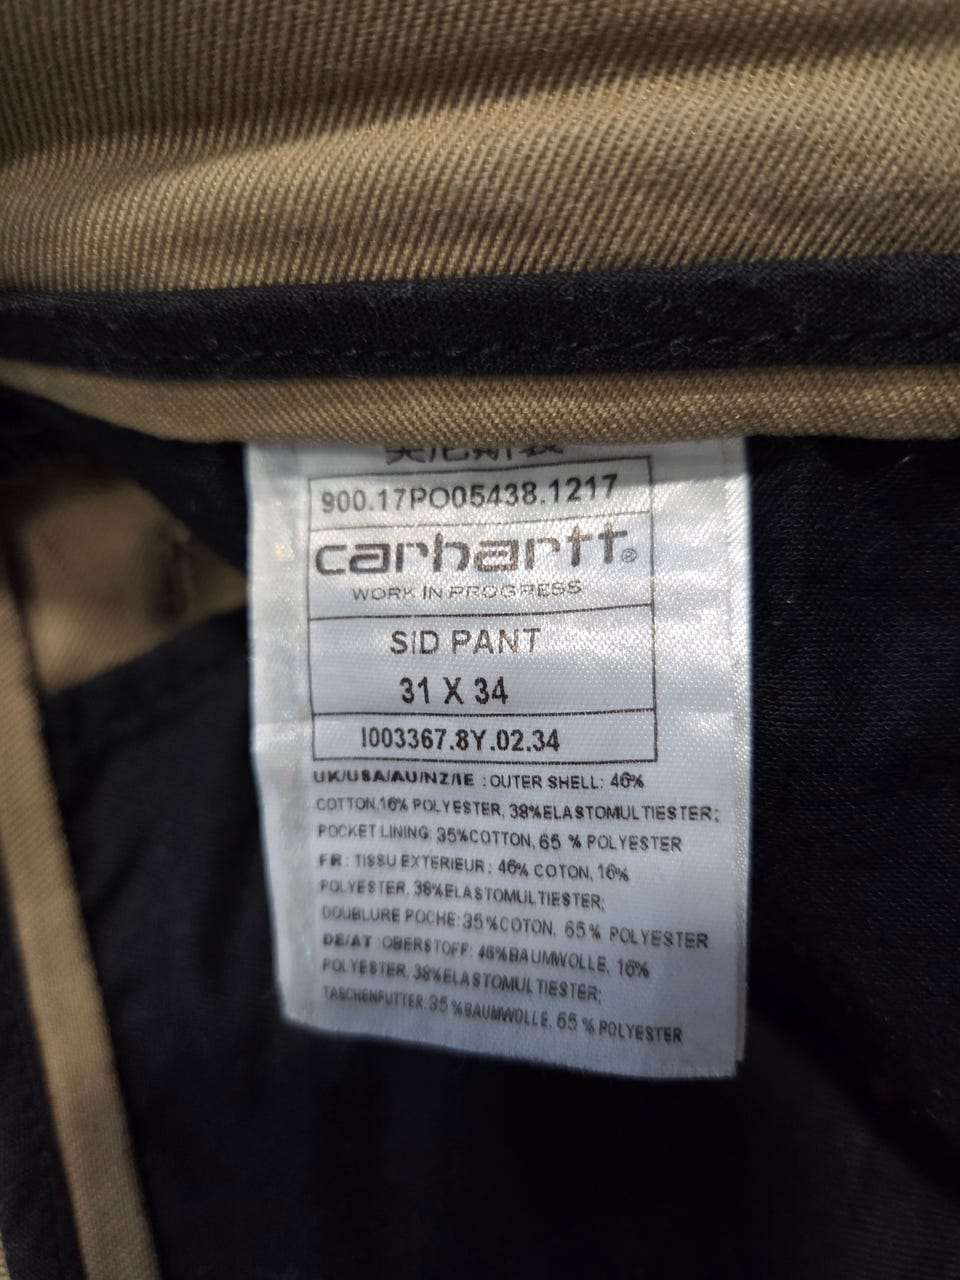 900.17PO05438.1217
carhartt®
WORK IN PROGRESS
SID PANT
31 X 34
I003367.8Y.02.34
UK/USA/AU/NZ/IE :OUTER SHELL: 46%
COTTON,16% POLYESTER, 38%ELASTOMULTIESTER;
POCKET LINING: 35%COTTON, 65 % POLYESTER
FR: TISSU EXTERIEUR: 46% COTON, 16%
POLYESTER, 38%ELASTOMULTIESTER;
DOUBLURE POCHE: 35%COTON, 65% POLYESTER
DE/AT :OBERSTOFF: 46%BAUMWOLLE, 16%
POLYESTER, 38%ELASTOMULTIESTER;
TASCHENFUTTER: 35 %BAUMWOLLE, 65 % POLYESTER